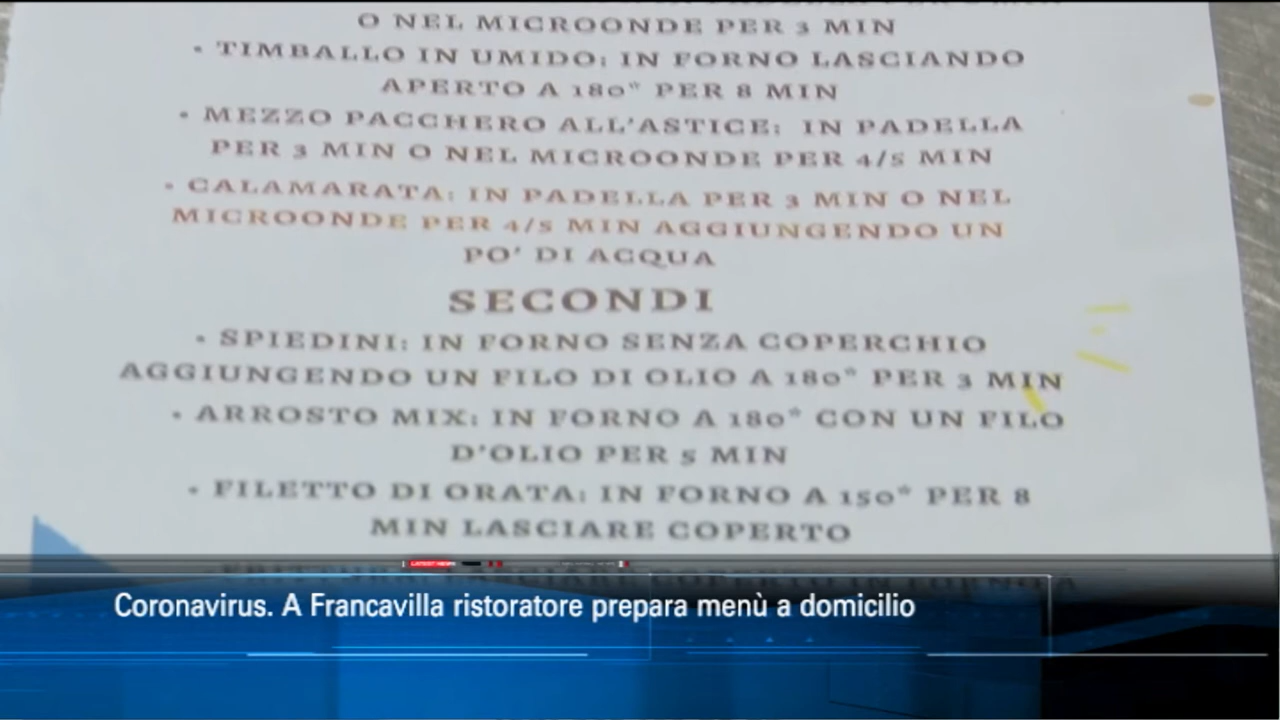 O NEL MICROONDE PER 3 MIN
• TIMBALLO IN UMIDO: IN FORNO LASCIANDO
APERTO A 180° PER 8 MIN
• MEZZO PACCHERO ALL'ASTICE: IN PADELLA
PER 3 MIN O NEL MICROONDE PER 4/5 MIN
• CALAMARATA: IN PADELLA PER 3 MIN O NEL
MICROONDE PER 4/5 MIN AGGIUNGENDO UN
PO' DI ACQUA
SECONDI
• SPIEDINI: IN FORNO SENZA COPERCHIO
AGGIUNGENDO UN FILO DI OLIO A 180° PER 3 MIN
• ARROSTO MIX: IN FORNO A 180° CON UN FILO
D'OLIO PER 5 MIN
• FILETTO DI ORATA: IN FORNO A 150° PER 8
MIN LASCIARE COPERTO
LATEST NEWS
Coronavirus. A Francavilla ristoratore prepara menù a domicilio